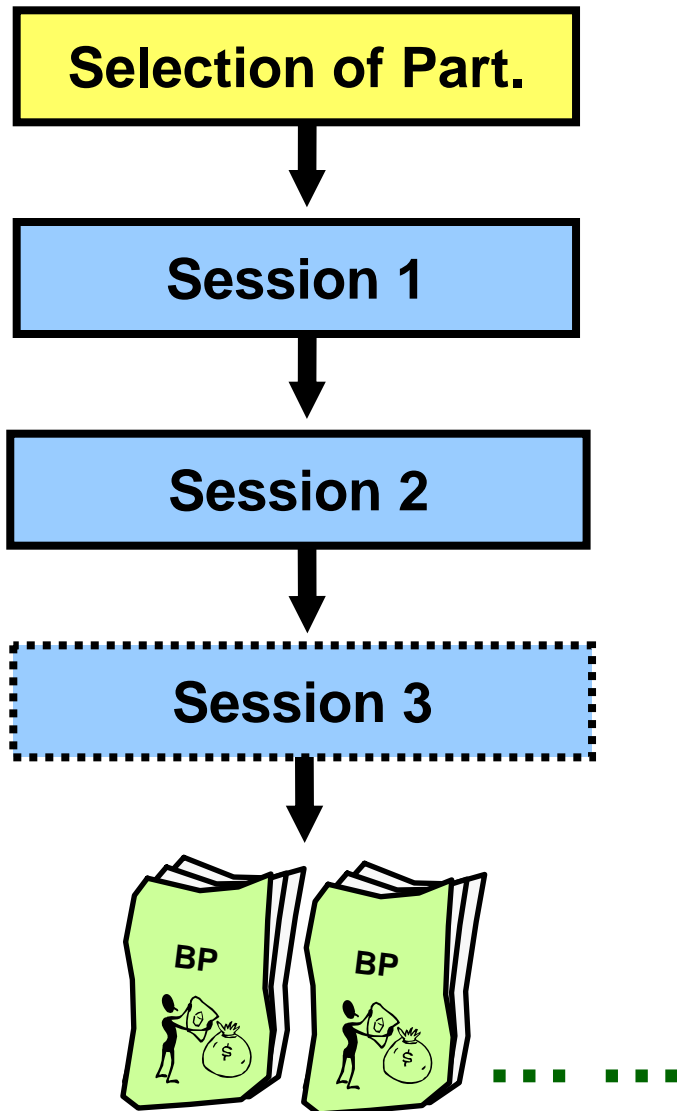 Selection of Part.
Session 1
Session 2
Session 3
BP
BP
$
$
... ...